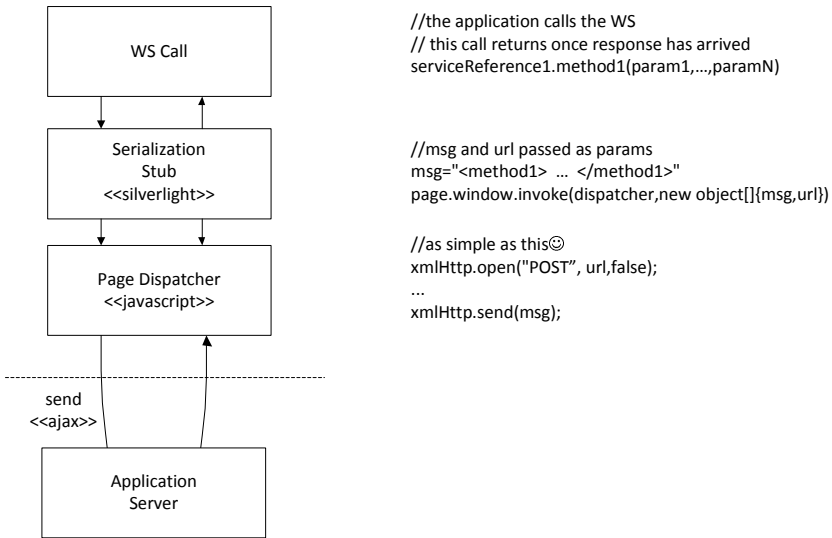 WS Call
//the application calls the WS
// this call returns once response has arrived
serviceReference1.method1(param1,...,paramN)
Serialization
Stub
<<silverlight>>
//msg and url passed as params
msg="<method1>  ...  </method1>"
page.window.invoke(dispatcher,new object[]{msg,url})
Page Dispatcher
<<javascript>>
//as simple as this☺
xmlHttp.open("POST”, url,false);
...
xmlHttp.send(msg);
send
<<ajax>>
Application
Server